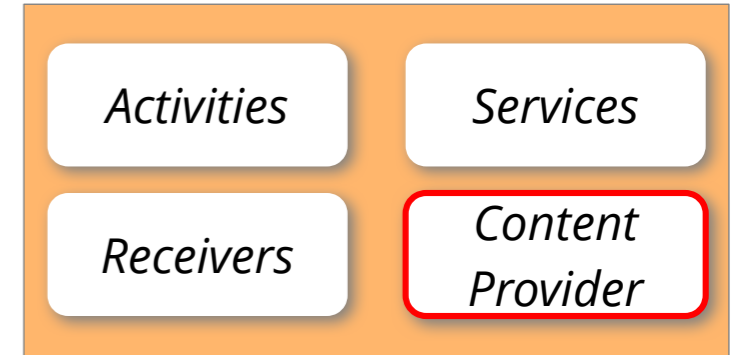 Activities
Services
Receivers
Content
Provider